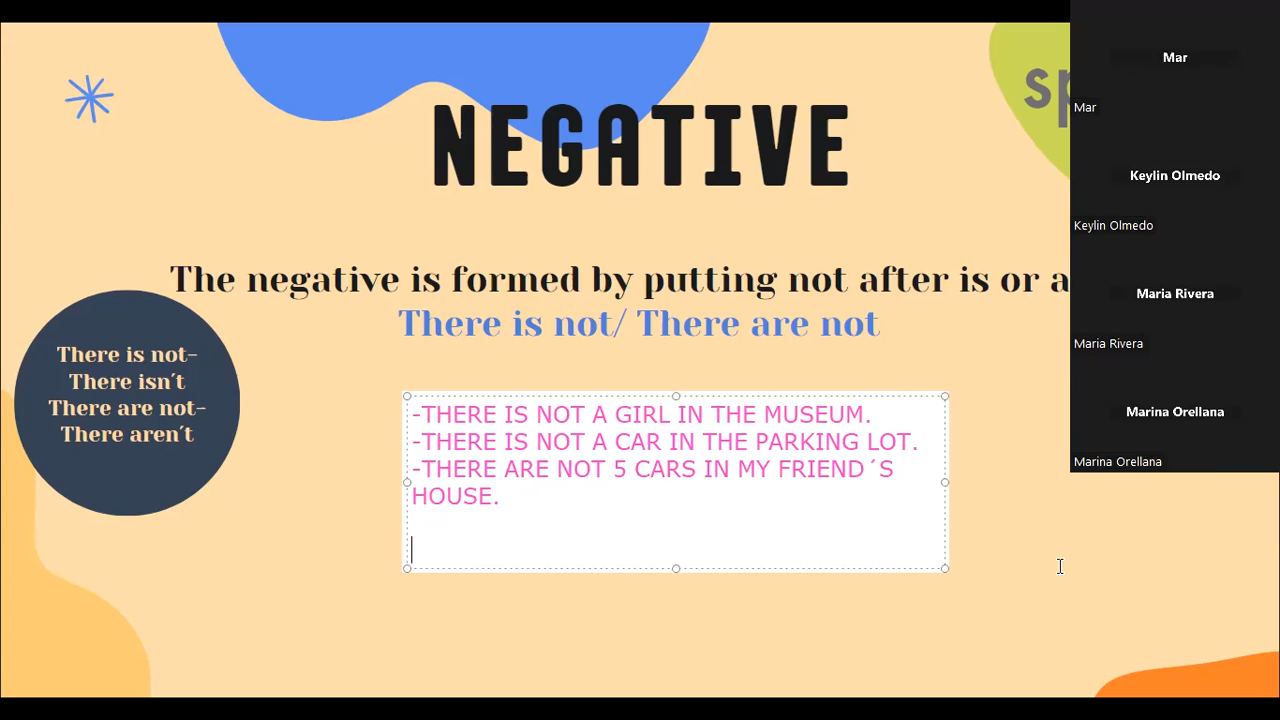 NEGATIVE
The negative is formed by putting not after is or
There is not/ There are not
There is not-
There isn´t
There are not-
There aren´t
-THERE IS NOT A GIRL IN THE MUSEUM.
-THERE IS NOT A CAR IN THE PARKING LOT.
-THERE ARE NOT 5 CARS IN MY FRIEND´S
HOUSE.
Mar
Mar
Keylin Olmedo
Keylin Olmedo
Maria Rivera
Maria Rivera
Marina Orellana
Marina Orellana